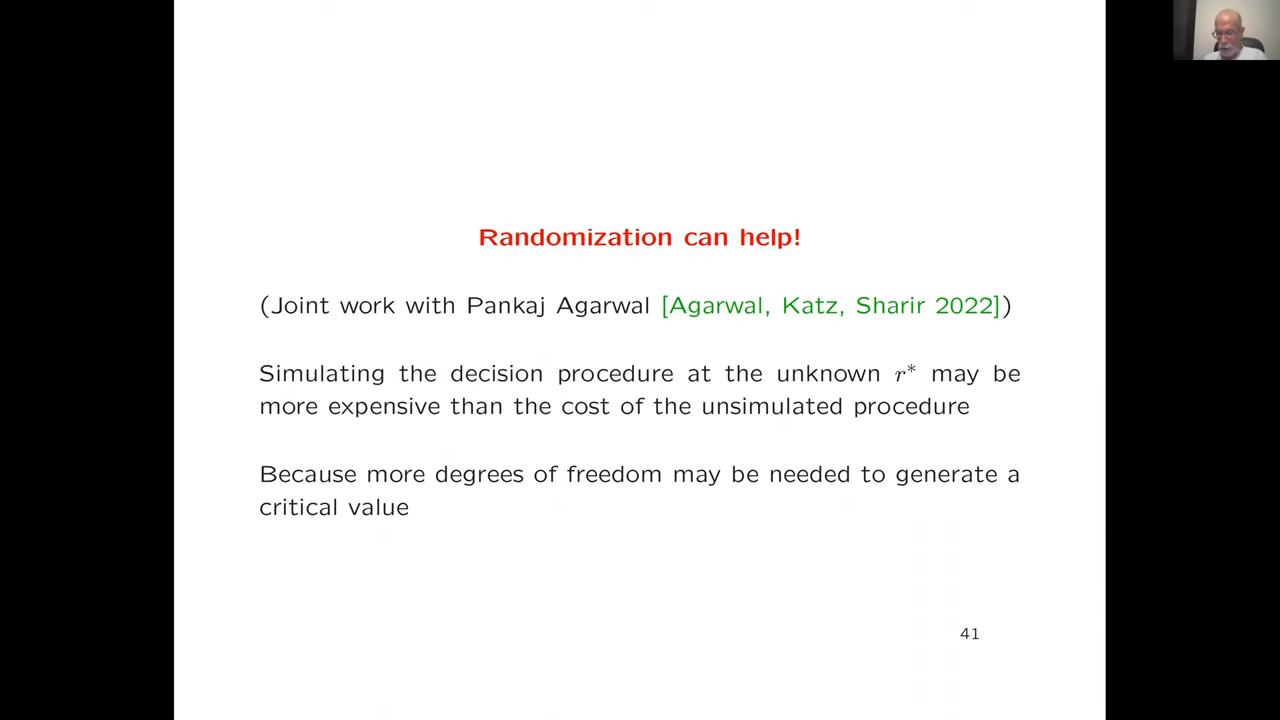 Randomization can help!
(Joint work with Pankaj Agarwal [Agarwal, Katz, Sharir 2022])
Simulating the decision procedure at the unknown r* may be
more expensive than the cost of the unsimulated procedure
Because more degrees of freedom may be needed to generate a
critical value
41